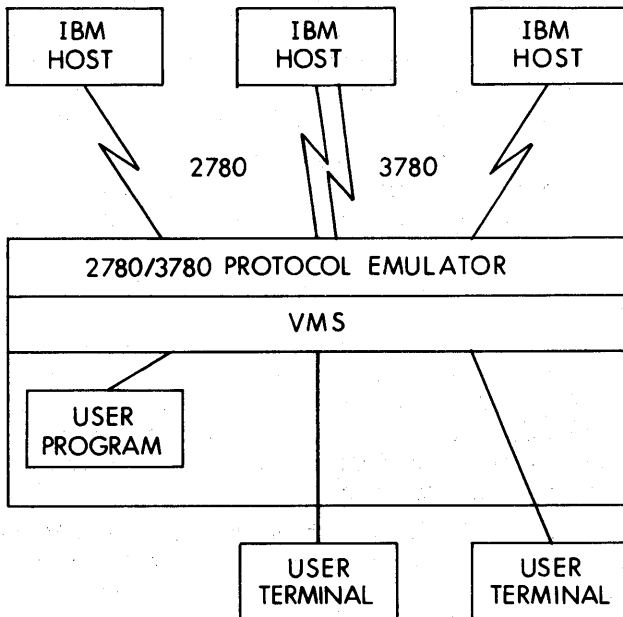 IBM
HOST
IBM
HOST
IBM
HOST
2780
3780
2780/3780 PROTOCOL EMULATOR
VMS
USER
PROGRAM
USER
TERMINAL
USER
TERMINAL